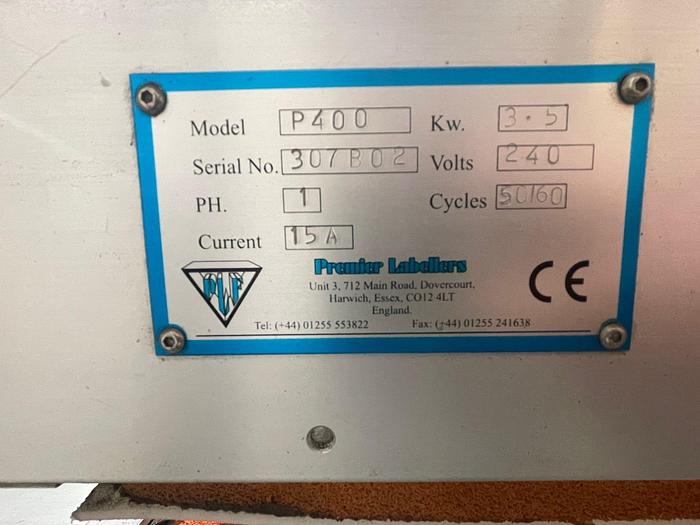 Model P400 Kw. 3.5
Serial No. 307B02 Volts 240
PH. 1 Cycles 50/60
Current 15A
Premier Labellers
PWF
Unit 3, 712 Main Road, Dovercourt,
Harwich, Essex, CO12 4LT
England.
CE
Tel: (+44) 01255 553822 Fax: (+44) 01255 241638